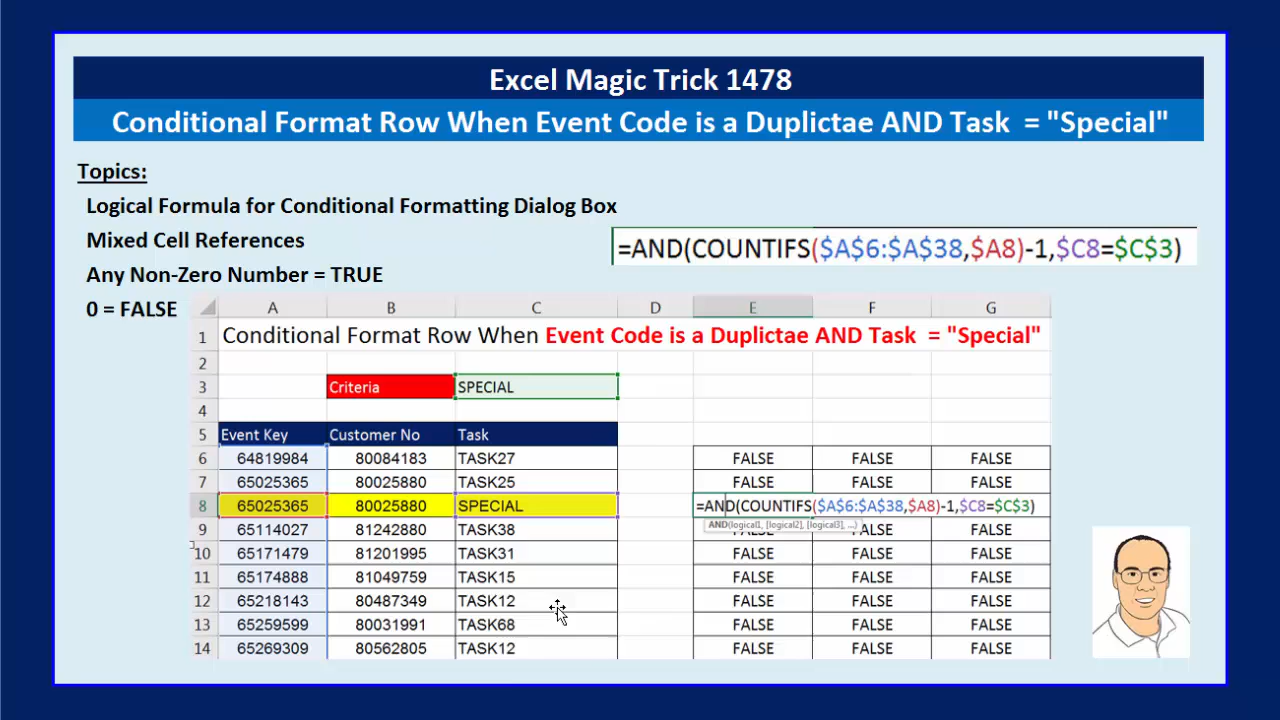 Excel Magic Trick 1478
Conditional Format Row When Event Code is a Duplictae AND Task = "Special"
Topics:
Logical Formula for Conditional Formatting Dialog Box
Mixed Cell References
Any Non-Zero Number = TRUE
0 = FALSE
=AND(COUNTIFS($A$6:$A$38,$A8)-1,$C8=$C$3)
A B C D E F G
1 Conditional Format Row When Event Code is a Duplictae AND Task = "Special"
2
3 Criteria SPECIAL
4
5 Event Key Customer No Task
6 64819984 80084183 TASK27 FALSE FALSE FALSE
7 65025365 80025880 TASK25 FALSE FALSE FALSE
8 65025365 80025880 SPECIAL =AND(COUNTIFS($A$6:$A$38,$A8)-1,$C8=$C$3)
AND(logical1, [logical2], [logical3], ...)
9 65114027 81242880 TASK38 FALSE FALSE FALSE
10 65171479 81201995 TASK31 FALSE FALSE FALSE
11 65174888 81049759 TASK15 FALSE FALSE FALSE
12 65218143 80487349 TASK12 FALSE FALSE FALSE
13 65259599 80031991 TASK68 FALSE FALSE FALSE
14 65269309 80562805 TASK12 FALSE FALSE FALSE